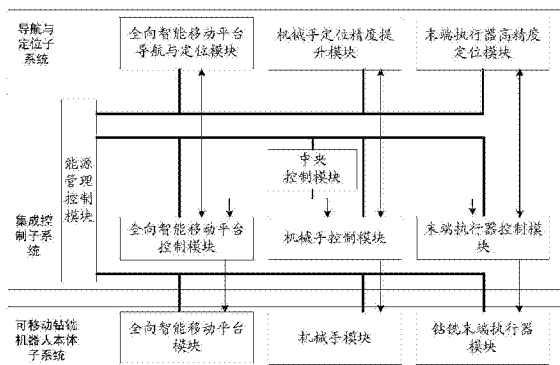 导航与
定位子
系统
全向智能移动平台
导航与定位模块
机械手定位精度提
升模块
末端执行器高精度
定位模块
能源
管理
控制
模块
中央
控制模块
集成控
制子系
统
全向智能移动平台
控制模块
机械手控制模块
末端执行器控制模
块
可移动钻铣
机器人本体
子系统
全向智能移动平台
模块
机械手模块
钻铣末端执行器
模块